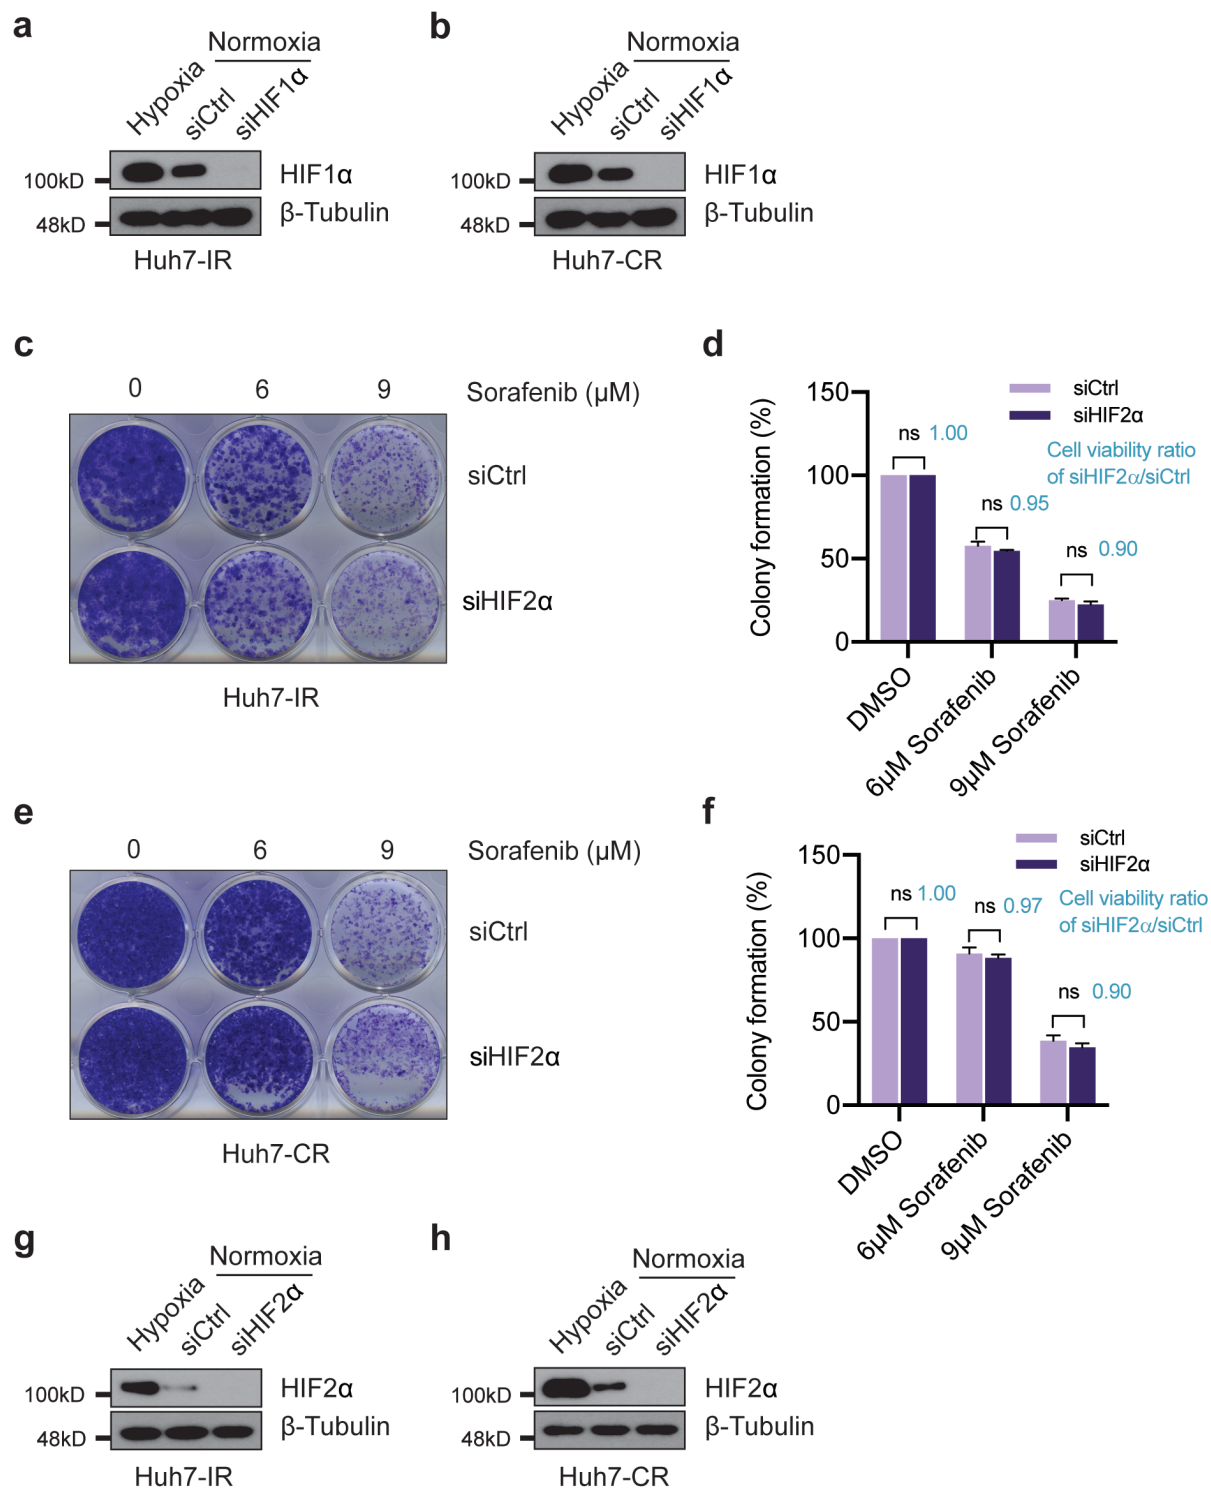 a
Normoxia
Hypoxia
siCtrl
siHIF1α
100kD
HIF1α
48kD
β-Tubulin
Huh7-IR
b
Normoxia
Hypoxia
siCtrl
siHIF1α
100kD
HIF1α
48kD
β-Tubulin
Huh7-CR
c
0 6 9 Sorafenib (μM)
siCtrl
siHIF2α
Huh7-IR
d
Colony formation (%)
150
100
50
0
siCtrl
siHIF2α
Cell viability ratio
of siHIF2α/siCtrl
ns 1.00
ns 0.95
ns 0.90
DMSO
6μM Sorafenib
9μM Sorafenib
e
0 6 9 Sorafenib (μM)
siCtrl
siHIF2α
Huh7-CR
f
Colony formation (%)
150
100
50
0
siCtrl
siHIF2α
Cell viability ratio
of siHIF2α/siCtrl
ns 1.00
ns 0.97
ns 0.90
DMSO
6μM Sorafenib
9μM Sorafenib
g
Normoxia
Hypoxia
siCtrl
siHIF2α
100kD
HIF2α
48kD
β-Tubulin
Huh7-IR
h
Normoxia
Hypoxia
siCtrl
siHIF2α
100kD
HIF2α
48kD
β-Tubulin
Huh7-CR